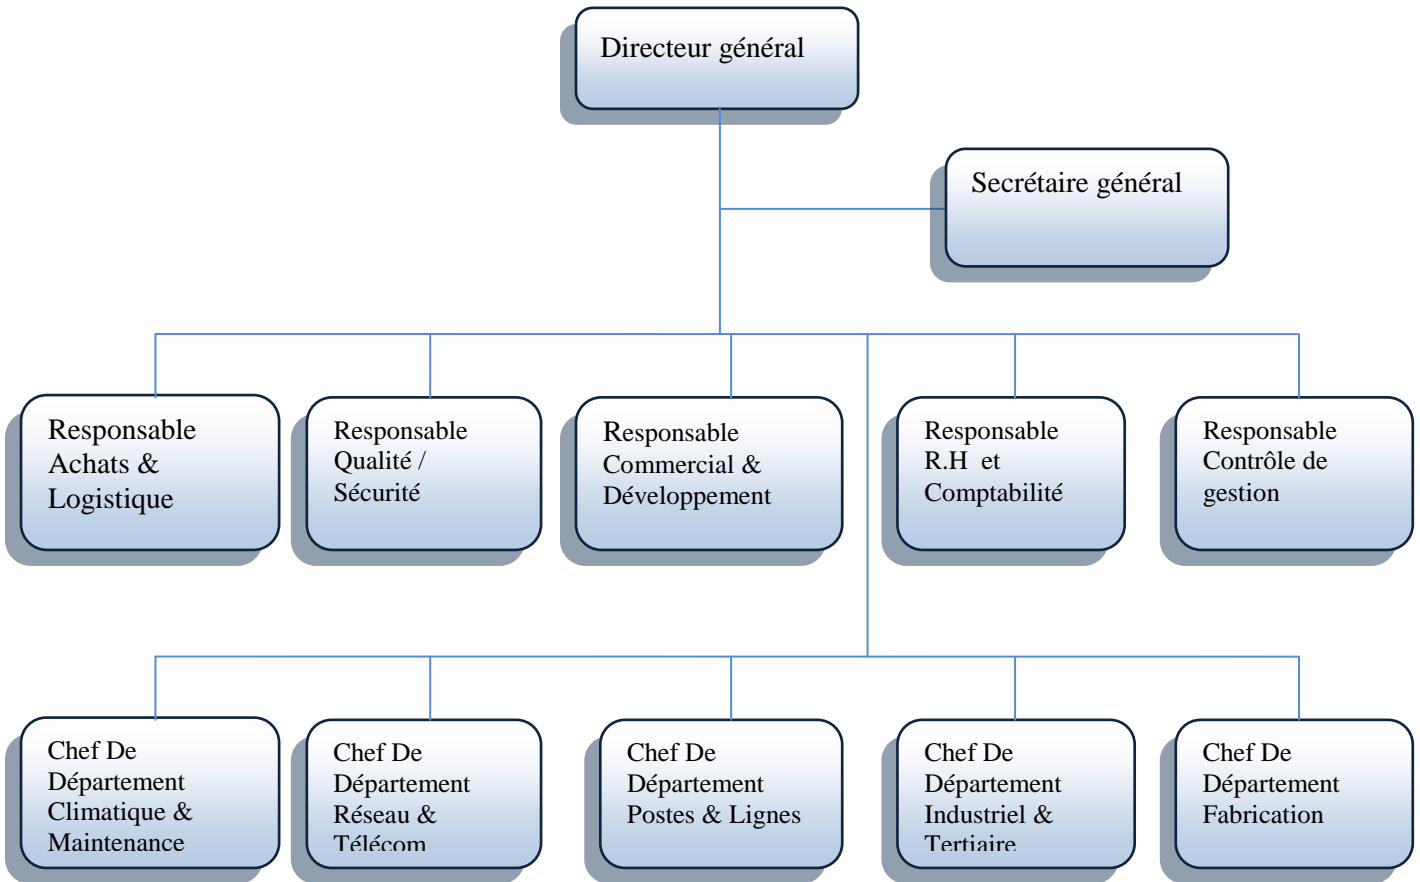 Directeur général
Secrétaire général
Responsable
Achats &
Logistique
Responsable
Qualité /
Sécurité
Responsable
Commercial &
Développement
Responsable
R.H et
Comptabilité
Responsable
Contrôle de
gestion
Chef De
Département
Climatique &
Maintenance
Chef De
Département
Réseau &
Télécom
Chef De
Département
Postes & Lignes
Chef De
Département
Industriel &
Tertiaire
Chef De
Département
Fabrication